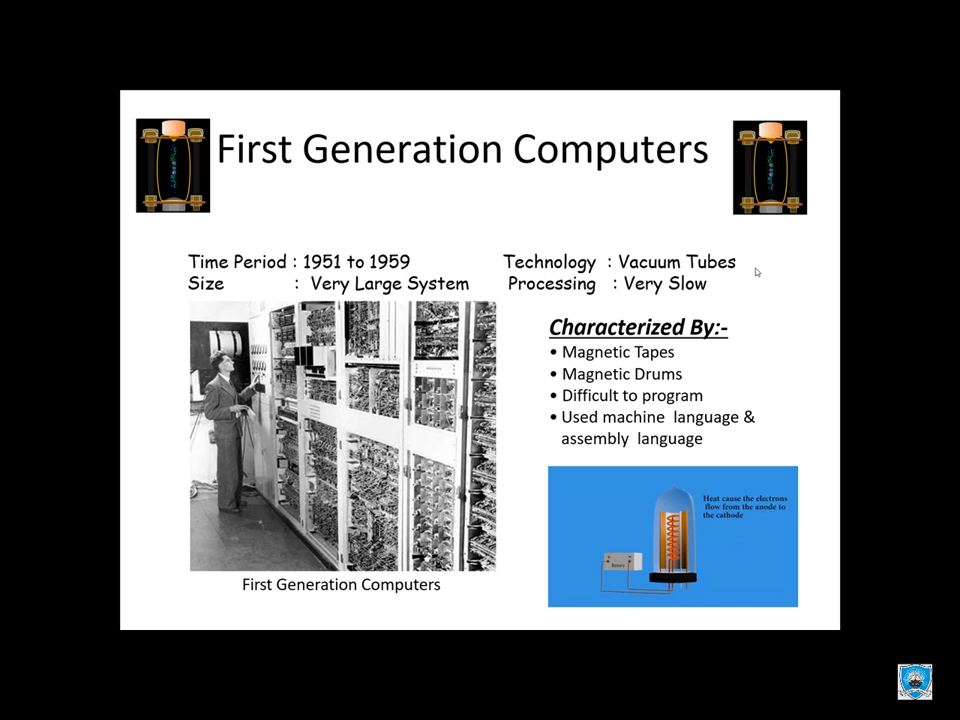 First Generation Computers
Time Period : 1951 to 1959
Size : Very Large System
Technology : Vacuum Tubes
Processing : Very Slow
Characterized By:-
• Magnetic Tapes
• Magnetic Drums
• Difficult to program
• Used machine language &
assembly language
First Generation Computers
Heat cause the electrons
flow from the anode to
the cathode
Battery